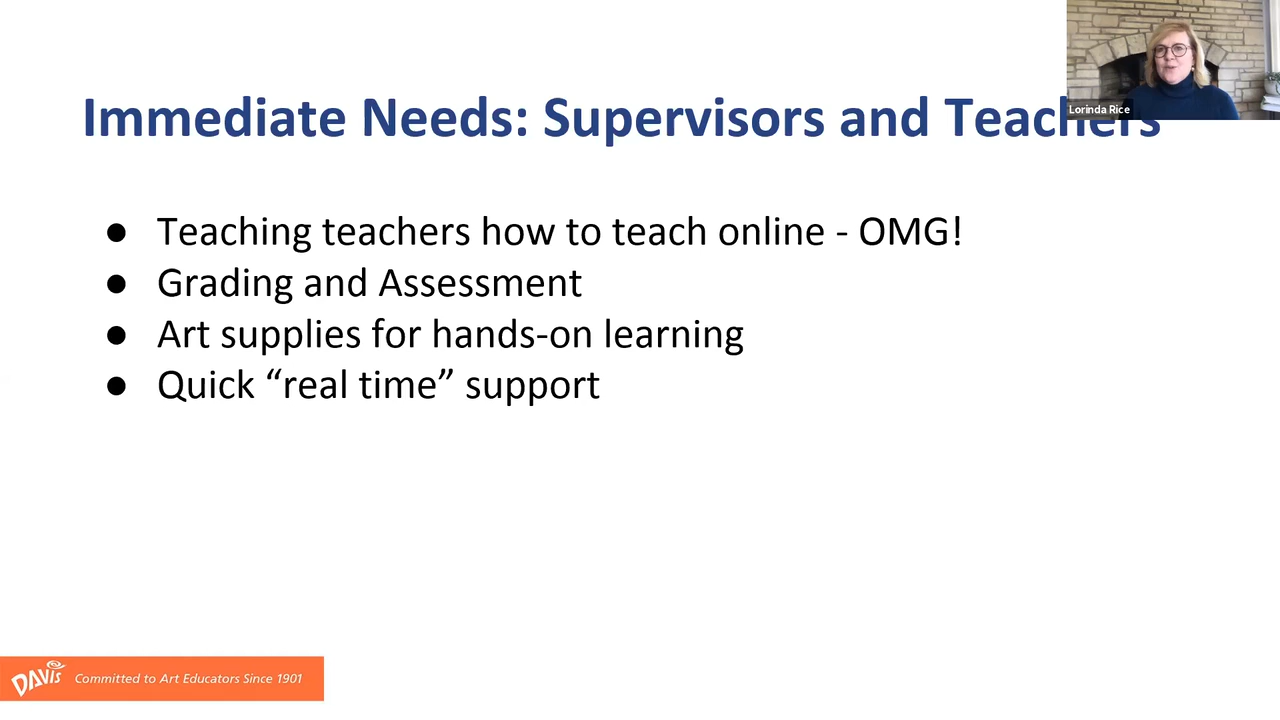 Immediate Needs: Supervisors and Teachers
Lorinda Rice
● Teaching teachers how to teach online - OMG!
● Grading and Assessment
● Art supplies for hands-on learning
● Quick “real time” support
DAVis Committed to Art Educators Since 1901